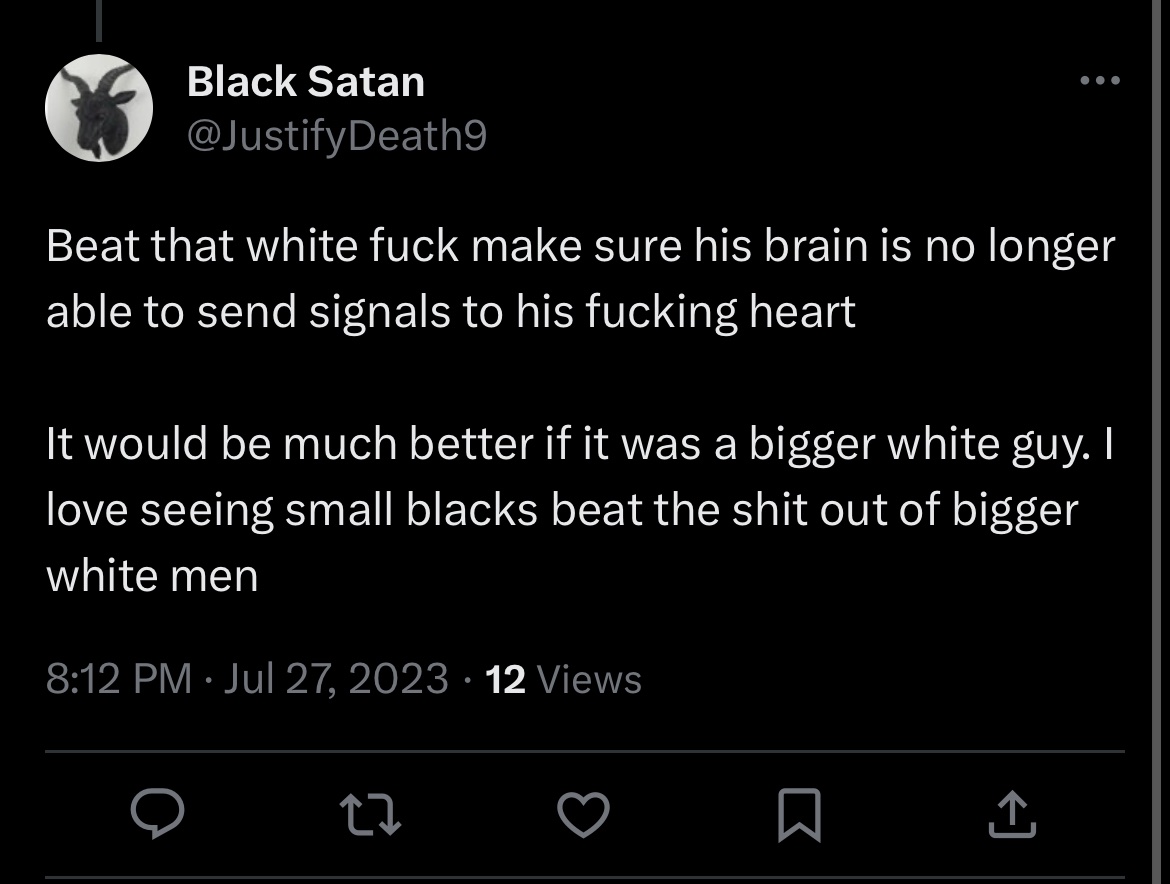 Black Satan
@JustifyDeath9
Beat that white fuck make sure his brain is no longer
able to send signals to his fucking heart
It would be much better if it was a bigger white guy. I
love seeing small blacks beat the shit out of bigger
white men
8:12 PM · Jul 27, 2023 · 12 Views